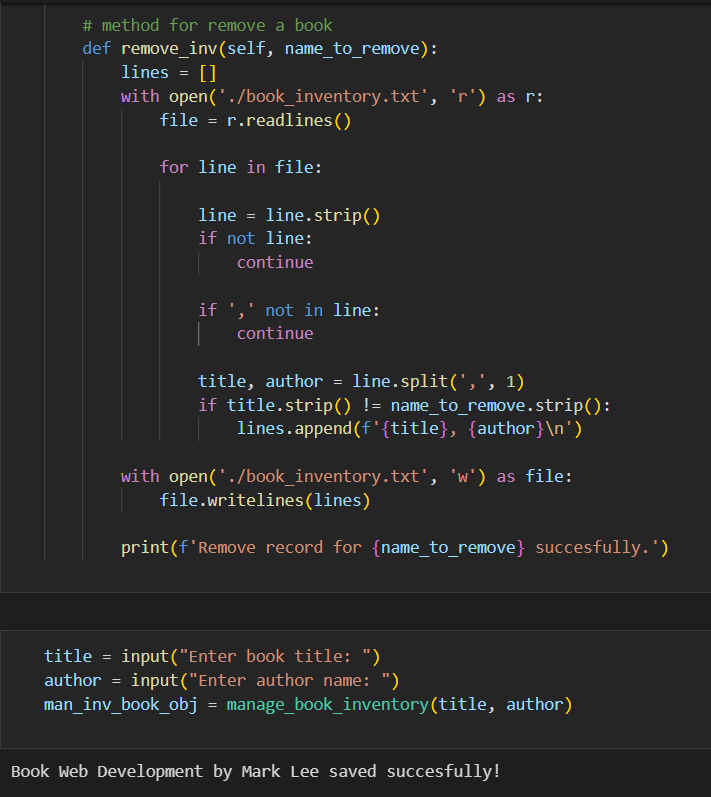 # method for remove a book
def remove_inv(self, name_to_remove):
lines = []
with open('./book_inventory.txt', 'r') as r:
file = r.readlines()
for line in file:
line = line.strip()
if not line:
continue
if ',' not in line:
continue
title, author = line.split(',', 1)
if title.strip() != name_to_remove.strip():
lines.append(f'{title}, {author}\n')
with open('./book_inventory.txt', 'w') as file:
file.writelines(lines)
print(f'Remove record for {name_to_remove} succesfully.')
title = input("Enter book title: ")
author = input("Enter author name: ")
man_inv_book_obj = manage_book_inventory(title, author)
Book Web Development by Mark Lee saved succesfully!